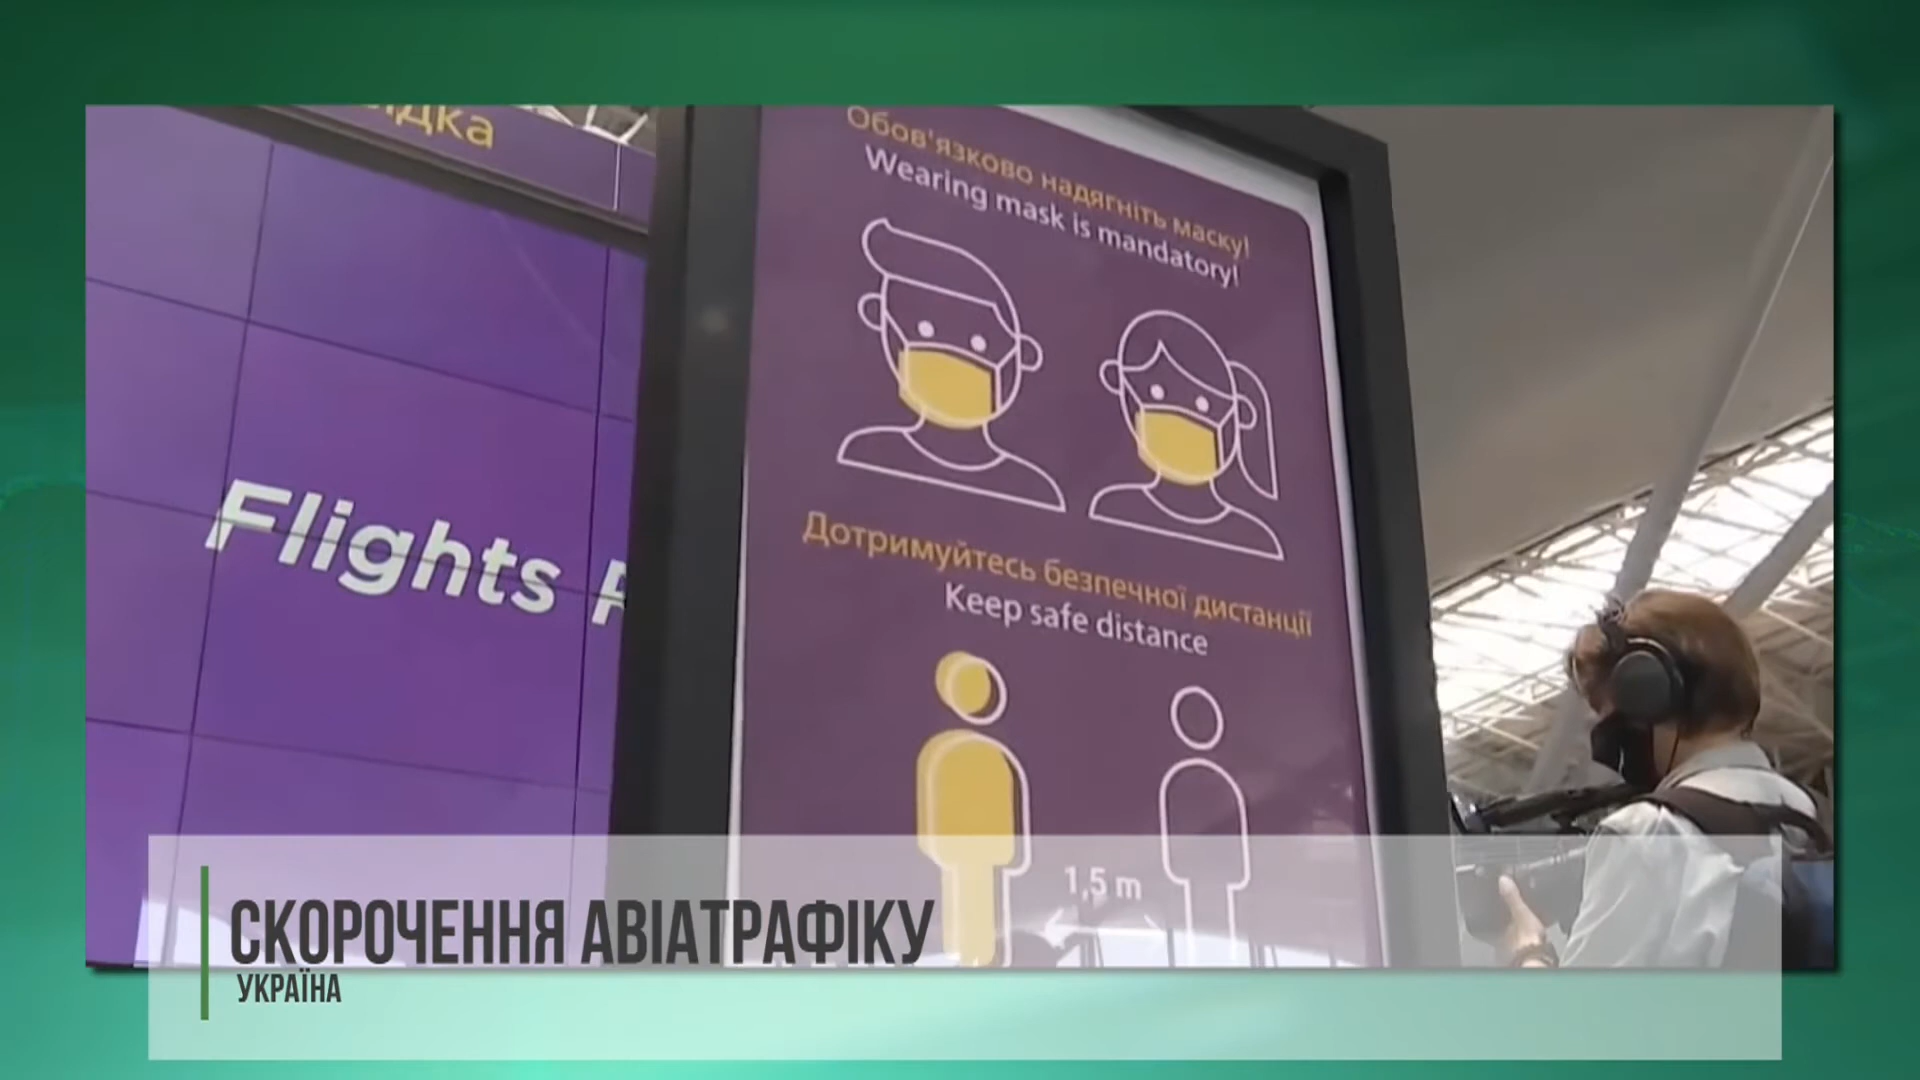 Обов'язково надягніть маску!
Wearing mask is mandatory!
Flights
Дотримуйтесь безпечної дистанції
Keep safe distance
1,5 m
СКОРОЧЕННЯ АВІАТРАФІКУ
УКРАЇНА